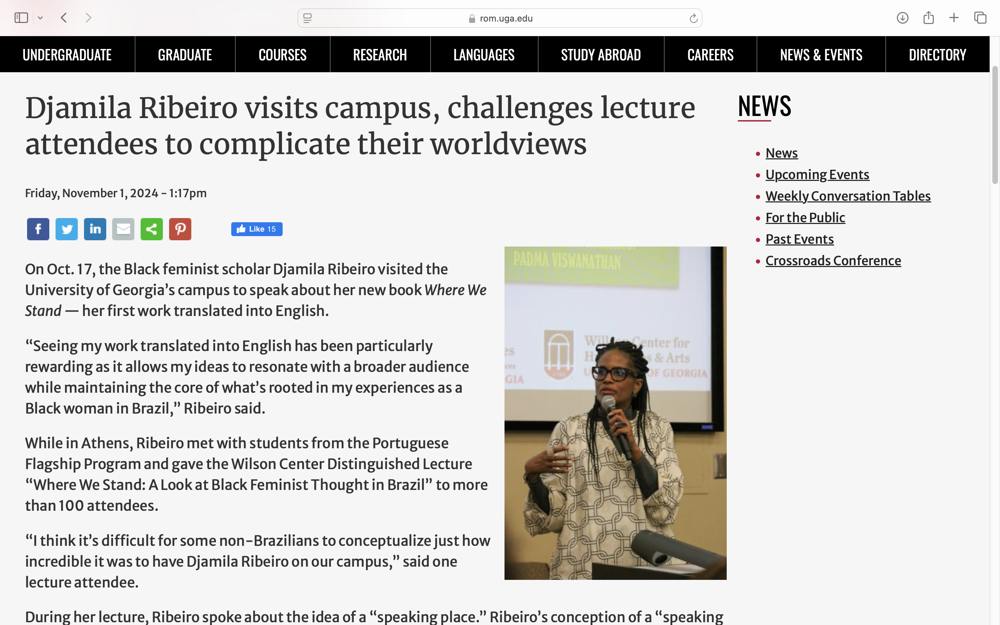 rom.uga.edu
UNDERGRADUATE
GRADUATE
COURSES
RESEARCH
LANGUAGES
STUDY ABROAD
CAREERS
NEWS & EVENTS
DIRECTORY
Djamila Ribeiro visits campus, challenges lecture
attendees to complicate their worldviews
Friday, November 1, 2024 - 1:17pm
Like 15
On Oct. 17, the Black feminist scholar Djamila Ribeiro visited the
University of Georgia’s campus to speak about her new book Where We
Stand — her first work translated into English.
“Seeing my work translated into English has been particularly
rewarding as it allows my ideas to resonate with a broader audience
while maintaining the core of what’s rooted in my experiences as a
Black woman in Brazil,” Ribeiro said.
While in Athens, Ribeiro met with students from the Portuguese
Flagship Program and gave the Wilson Center Distinguished Lecture
“Where We Stand: A Look at Black Feminist Thought in Brazil” to more
than 100 attendees.
“I think it’s difficult for some non-Brazilians to conceptualize just how
incredible it was to have Djamila Ribeiro on our campus,” said one
lecture attendee.
During her lecture, Ribeiro spoke about the idea of a “speaking place.” Ribeiro’s conception of a “speaking
PADMA VISWANATHAN
Center for
& Arts
OF GEORGIA
NEWS
News
Upcoming Events
Weekly Conversation Tables
For the Public
Past Events
Crossroads Conference